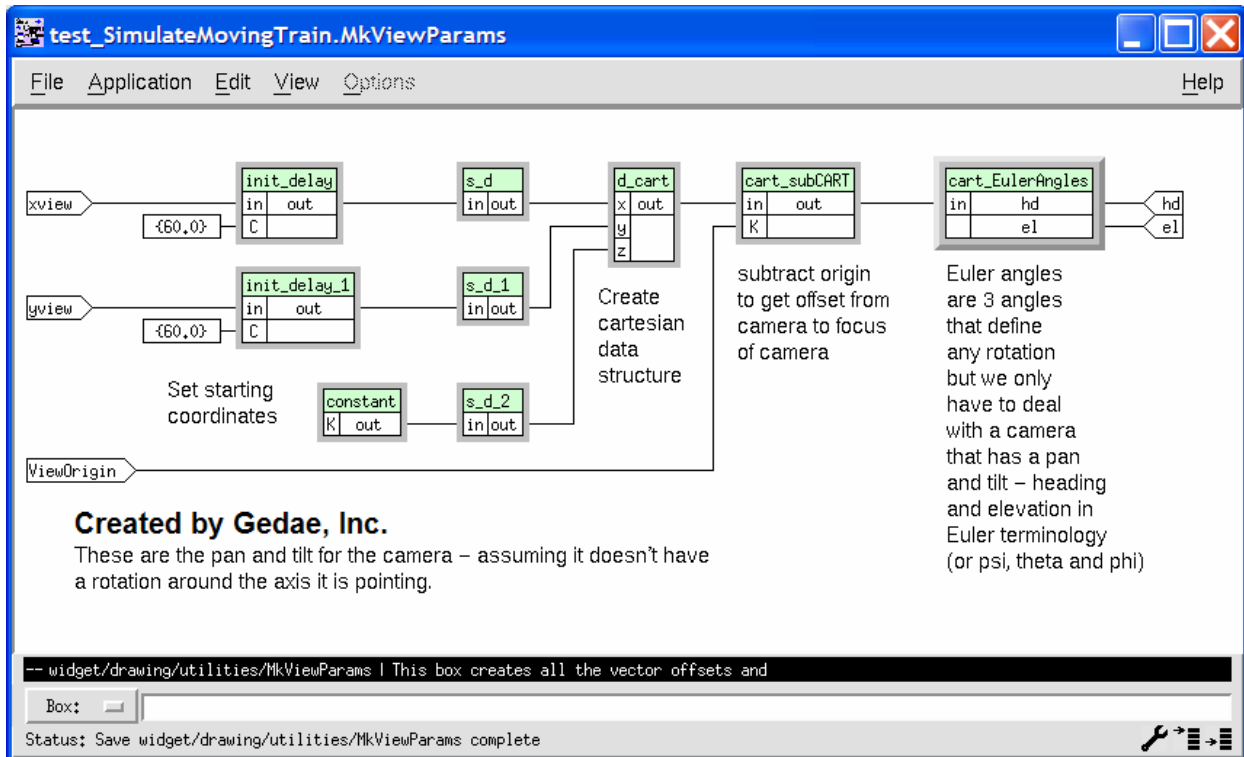 test_SimulateMovingTrain.MkViewParams
File Application Edit View Options Help
init_delay
in out
C
s_d
in out
d_cart
x out
y
z
cart_subCART
in out
K
cart_EulerAngles
in hd
el
xview
{60,0}
hd
el
init_delay_1
in out
C
s_d_1
in out
yview
{60,0}
Create
cartesian
data
structure
subtract origin
to get offset from
camera to focus
of camera
Euler angles
are 3 angles
that define
any rotation
but we only
have to deal
with a camera
that has a pan
and tilt – heading
and elevation in
Euler terminology
(or psi, theta and phi)
Set starting
coordinates
constant
K out
s_d_2
in out
ViewOrigin
Created by Gedae, Inc.
These are the pan and tilt for the camera – assuming it doesn't have
a rotation around the axis it is pointing.
-- widget/drawing/utilities/MkViewParams | This box creates all the vector offsets and
Box:
Status: Save widget/drawing/utilities/MkViewParams complete